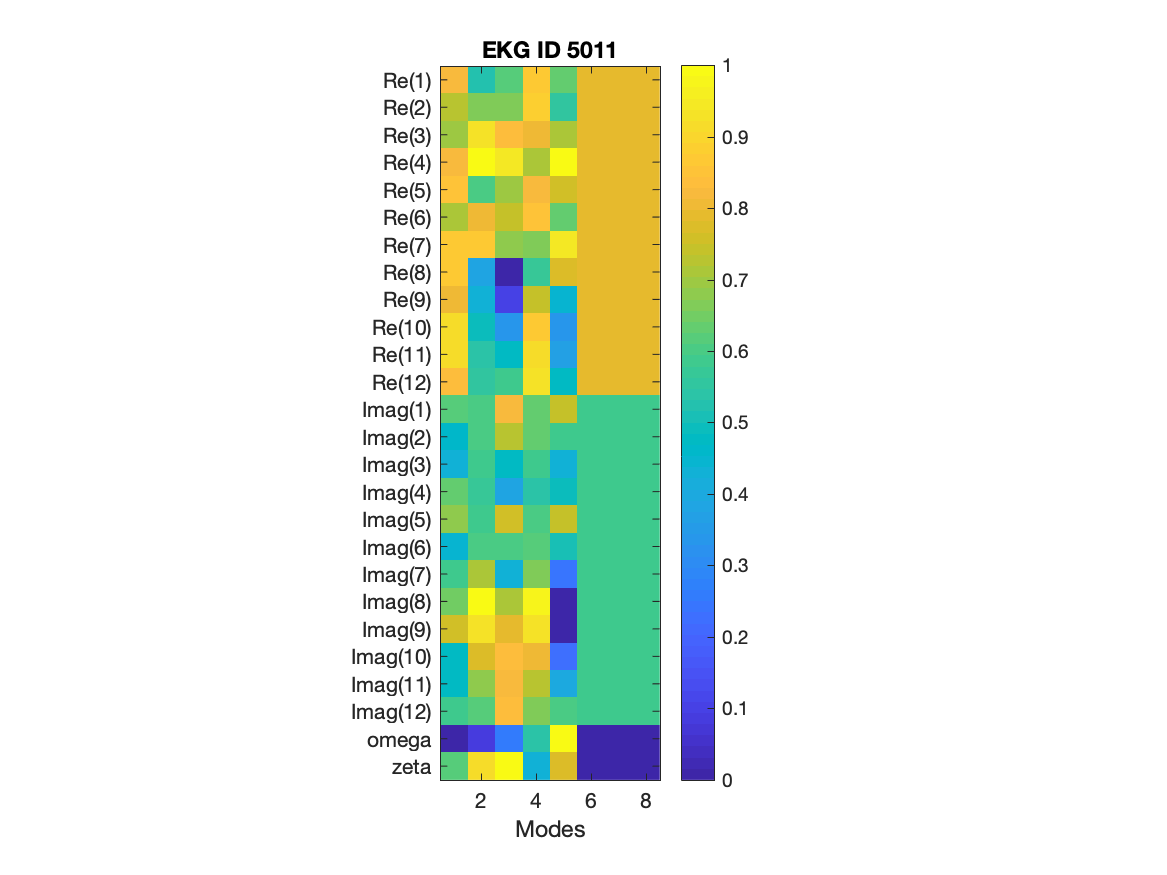 EKG ID 5011
Re(1)
Re(2)
Re(3)
Re(4)
Re(5)
Re(6)
Re(7)
Re(8)
Re(9)
Re(10)
Re(11)
Re(12)
Imag(1)
Imag(2)
Imag(3)
Imag(4)
Imag(5)
Imag(6)
Imag(7)
Imag(8)
Imag(9)
Imag(10)
Imag(11)
Imag(12)
omega
zeta
2 4 6 8
Modes
1
0.9
0.8
0.7
0.6
0.5
0.4
0.3
0.2
0.1
0